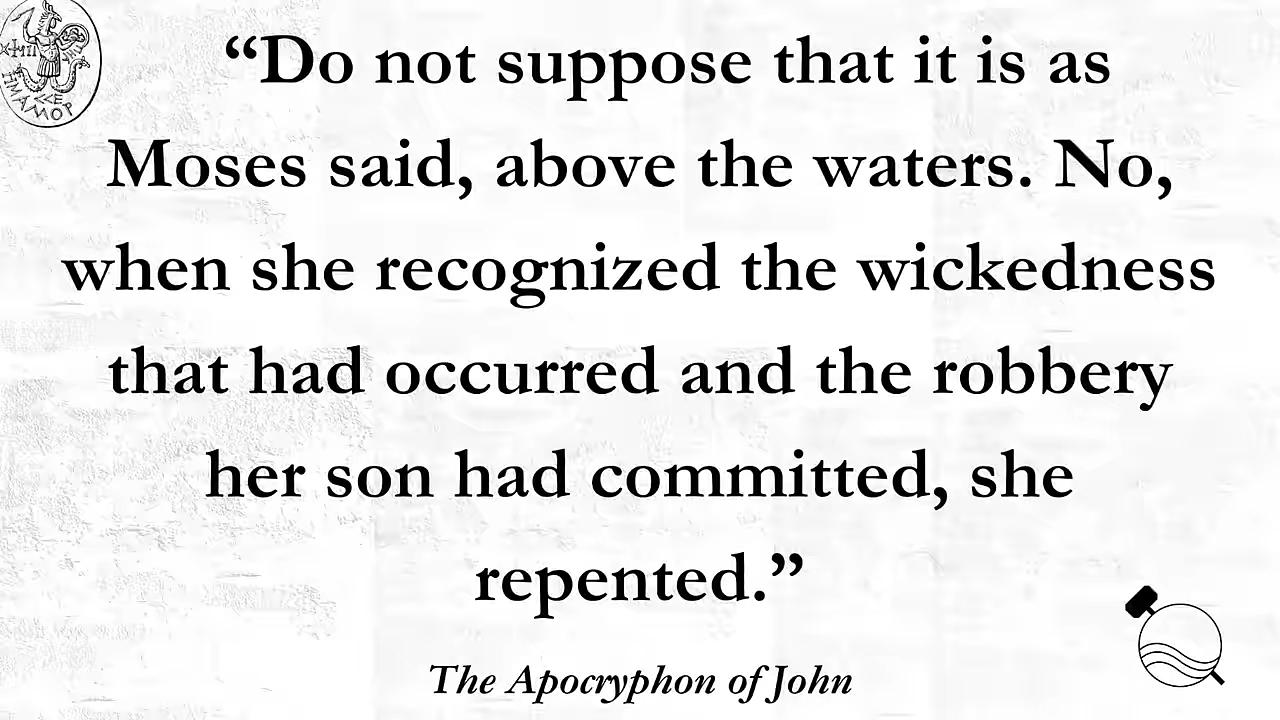 “Do not suppose that it is as
Moses said, above the waters. No,
when she recognized the wickedness
that had occurred and the robbery
her son had committed, she
repented.”
The Apocryphon of John